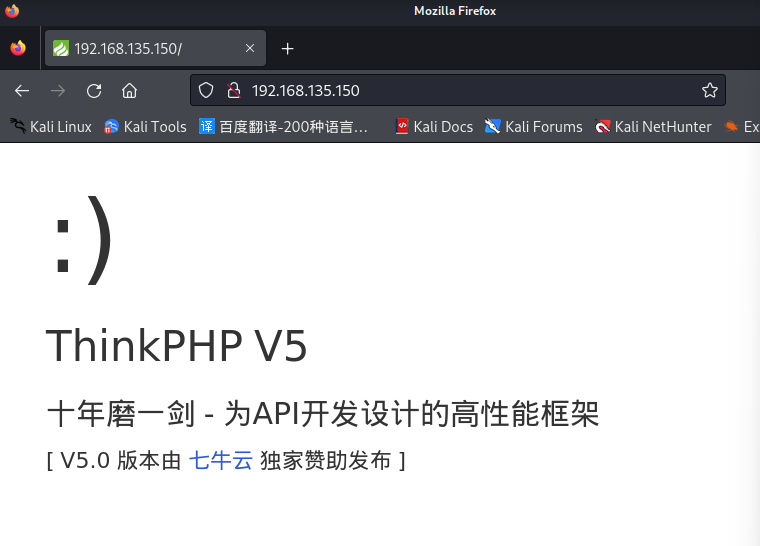 Mozilla Firefox
192.168.135.150/
192.168.135.150
Kali Linux Kali Tools 译 百度翻译-200种语言... Kali Docs Kali Forums Kali NetHunter Ex
:)
ThinkPHP V5
十年磨一剑 - 为API开发设计的高性能框架
[ V5.0 版本由 七牛云 独家赞助发布 ]